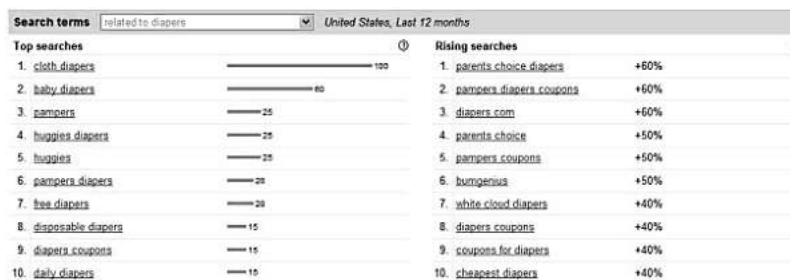 Search terms related to diapers United States, Last 12 months
Top searches
1. cloth diapers 100
2. baby diapers 60
3. pampers 25
4. huggies diapers 25
5. huggies 25
6. pampers diapers 20
7. free diapers 20
8. disposable diapers 15
9. diapers coupons 15
10. daily diapers 15
Rising searches
1. parents choice diapers +60%
2. pampers diapers coupons +60%
3. diapers com +60%
4. parents choice +50%
5. pampers coupons +50%
6. bumgenius +50%
7. white cloud diapers +40%
8. diapers coupons +40%
9. coupons for diapers +40%
10. cheapest diapers +40%